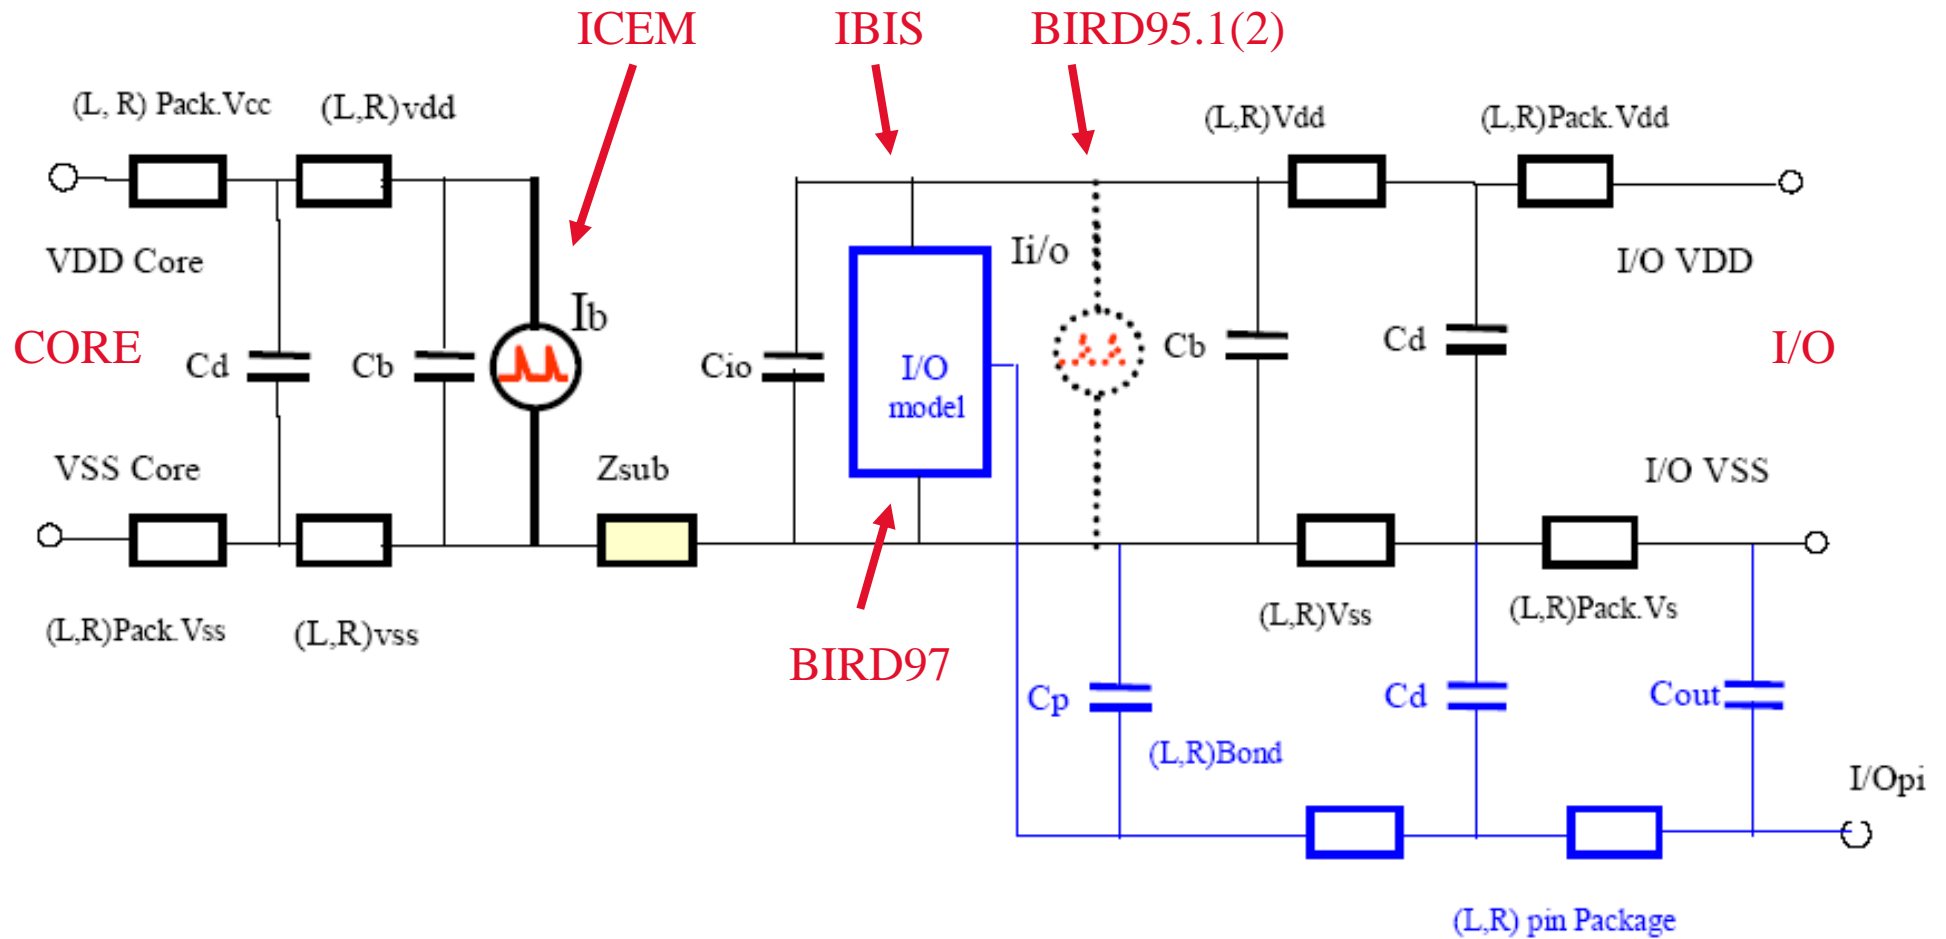 ICEM
IBIS
BIRD95.1(2)
(L, R) Pack.Vcc
(L,R)vdd
(L,R)Vdd
(L,R)Pack.Vdd
VDD Core
Ii/o
I/O VDD
Ib
CORE
Cd
Cb
Cio
I/O
model
Cb
Cd
I/O
VSS Core
Zsub
I/O VSS
(L,R)Pack.Vss
(L,R)vss
(L,R)Vss
(L,R)Pack.Vs
BIRD97
Cp
Cd
Cout
(L,R)Bond
I/Opi
(L,R) pin Package